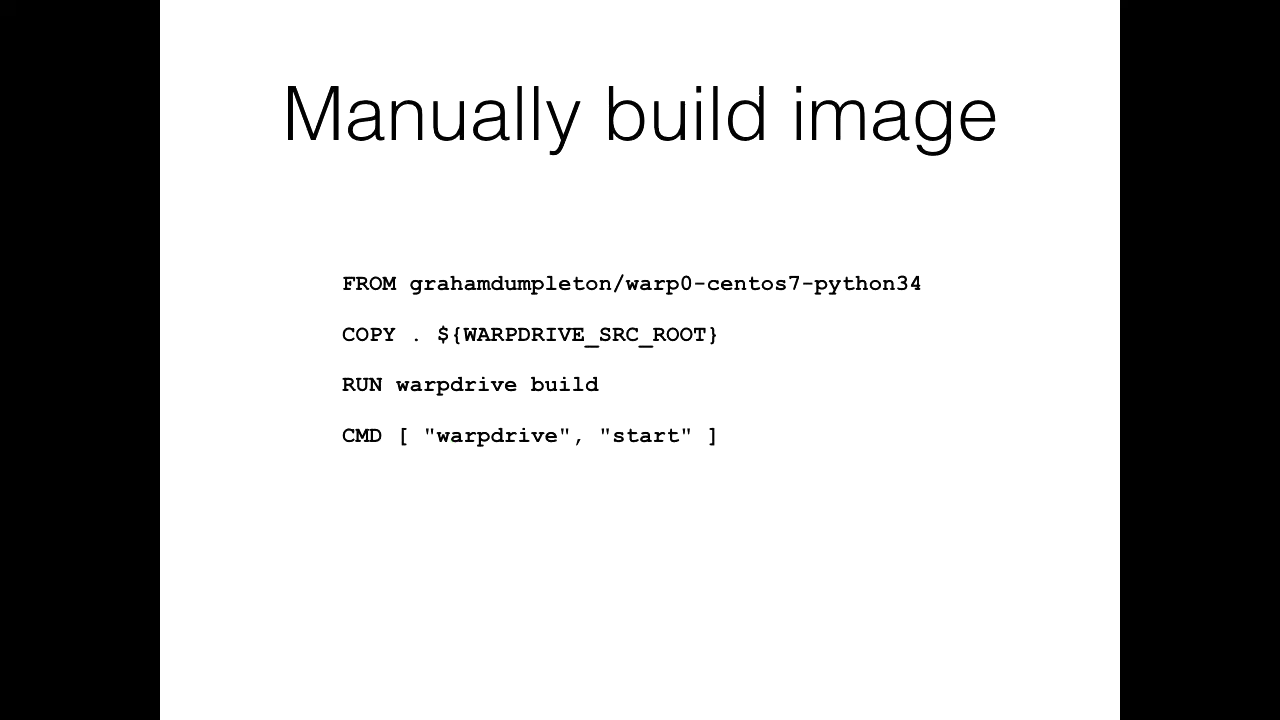 Manually build image
FROM grahamdumpleton/warp0-centos7-python34
COPY . ${WARPDRIVE_SRC_ROOT}
RUN warpdrive build
CMD [ "warpdrive", "start" ]